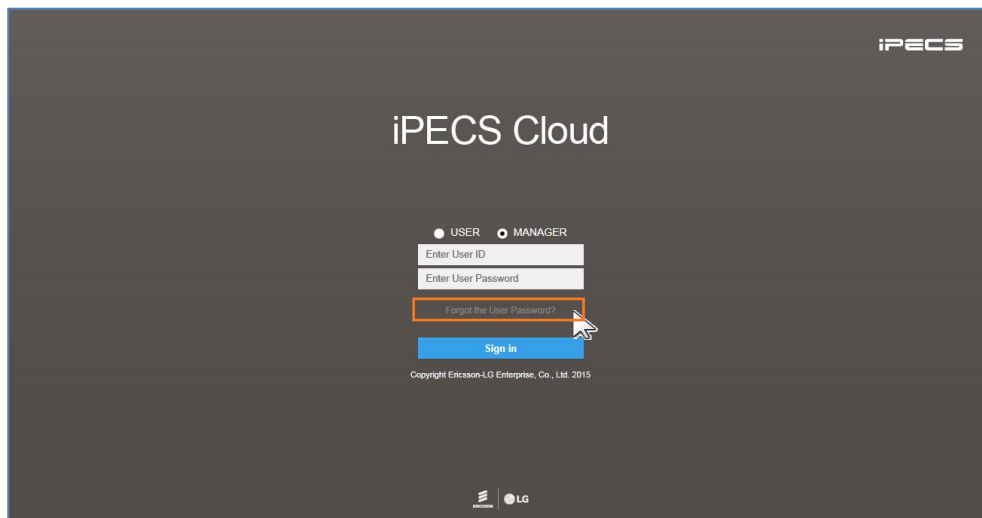 iPECS
iPECS Cloud
USER MANAGER
Enter User ID
Enter User Password
Forgot the User Password?
Sign in
Copyright Ericsson-LG Enterprise, Co., Ltd. 2015
ERICSSON LG